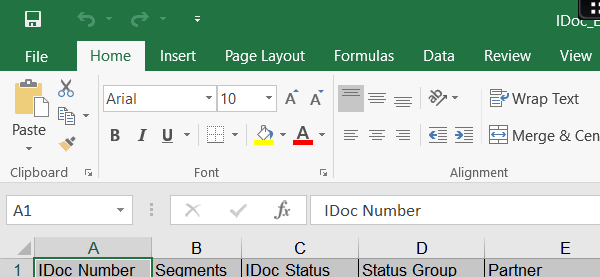 IDoc_E
File Home Insert Page Layout Formulas Data Review View
Arial 10 A A Wrap Text
Paste B I U A Merge & Cen
Clipboard Font Alignment
A1 fx IDoc Number
A B C D E
1 IDoc Number Segments IDoc Status Status Group Partner